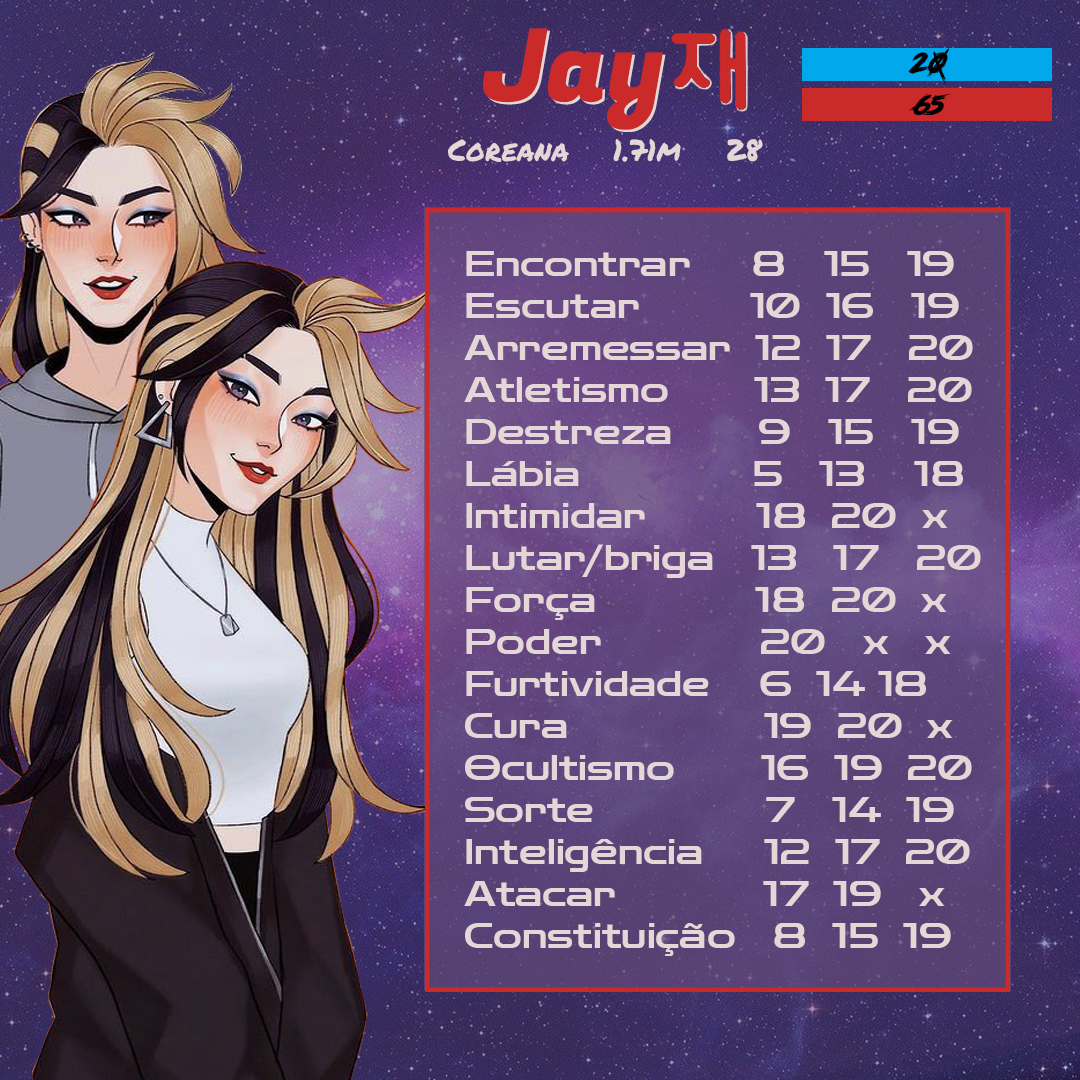 Jay재
20
65
Coreana 1.71m 28
Encontrar 8 15 19
Escutar 10 16 19
Arremessar 12 17 20
Atletismo 13 17 20
Destreza 9 15 19
Lábia 5 13 18
Intimidar 18 20 x
Lutar/briga 13 17 20
Força 18 20 x
Poder 20 x x
Furtividade 6 14 18
Cura 19 20 x
Ocultismo 16 19 20
Sorte 7 14 19
Inteligência 12 17 20
Atacar 17 19 x
Constituição 8 15 19